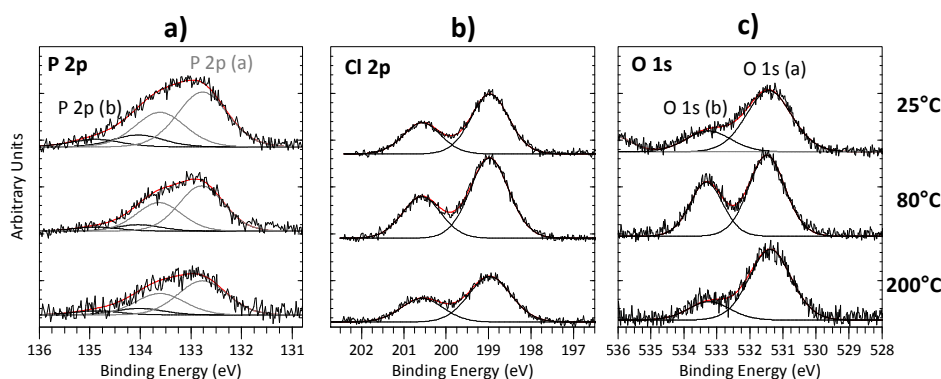 a)
b)
c)
P 2p
P 2p (a)
P 2p (b)
Cl 2p
O 1s
O 1s (a)
O 1s (b)
25°C
80°C
200°C
Arbitrary Units
136 135 134 133 132 131
202 201 200 199 198 197
536 535 534 533 532 531 530 529 528
Binding Energy (eV)
Binding Energy (eV)
Binding Energy (eV)